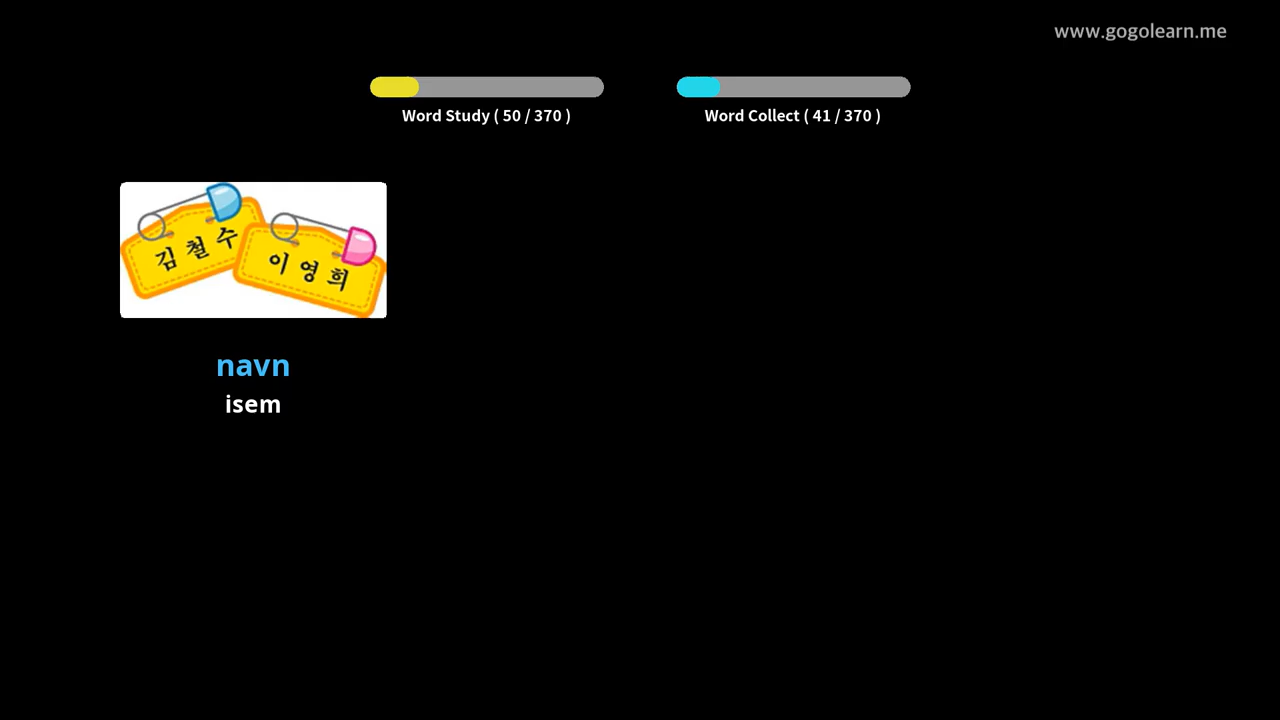 www.gogolearn.me
Word Study ( 50 / 370 )
Word Collect ( 41 / 370 )
김철수
이영희
navn
isem